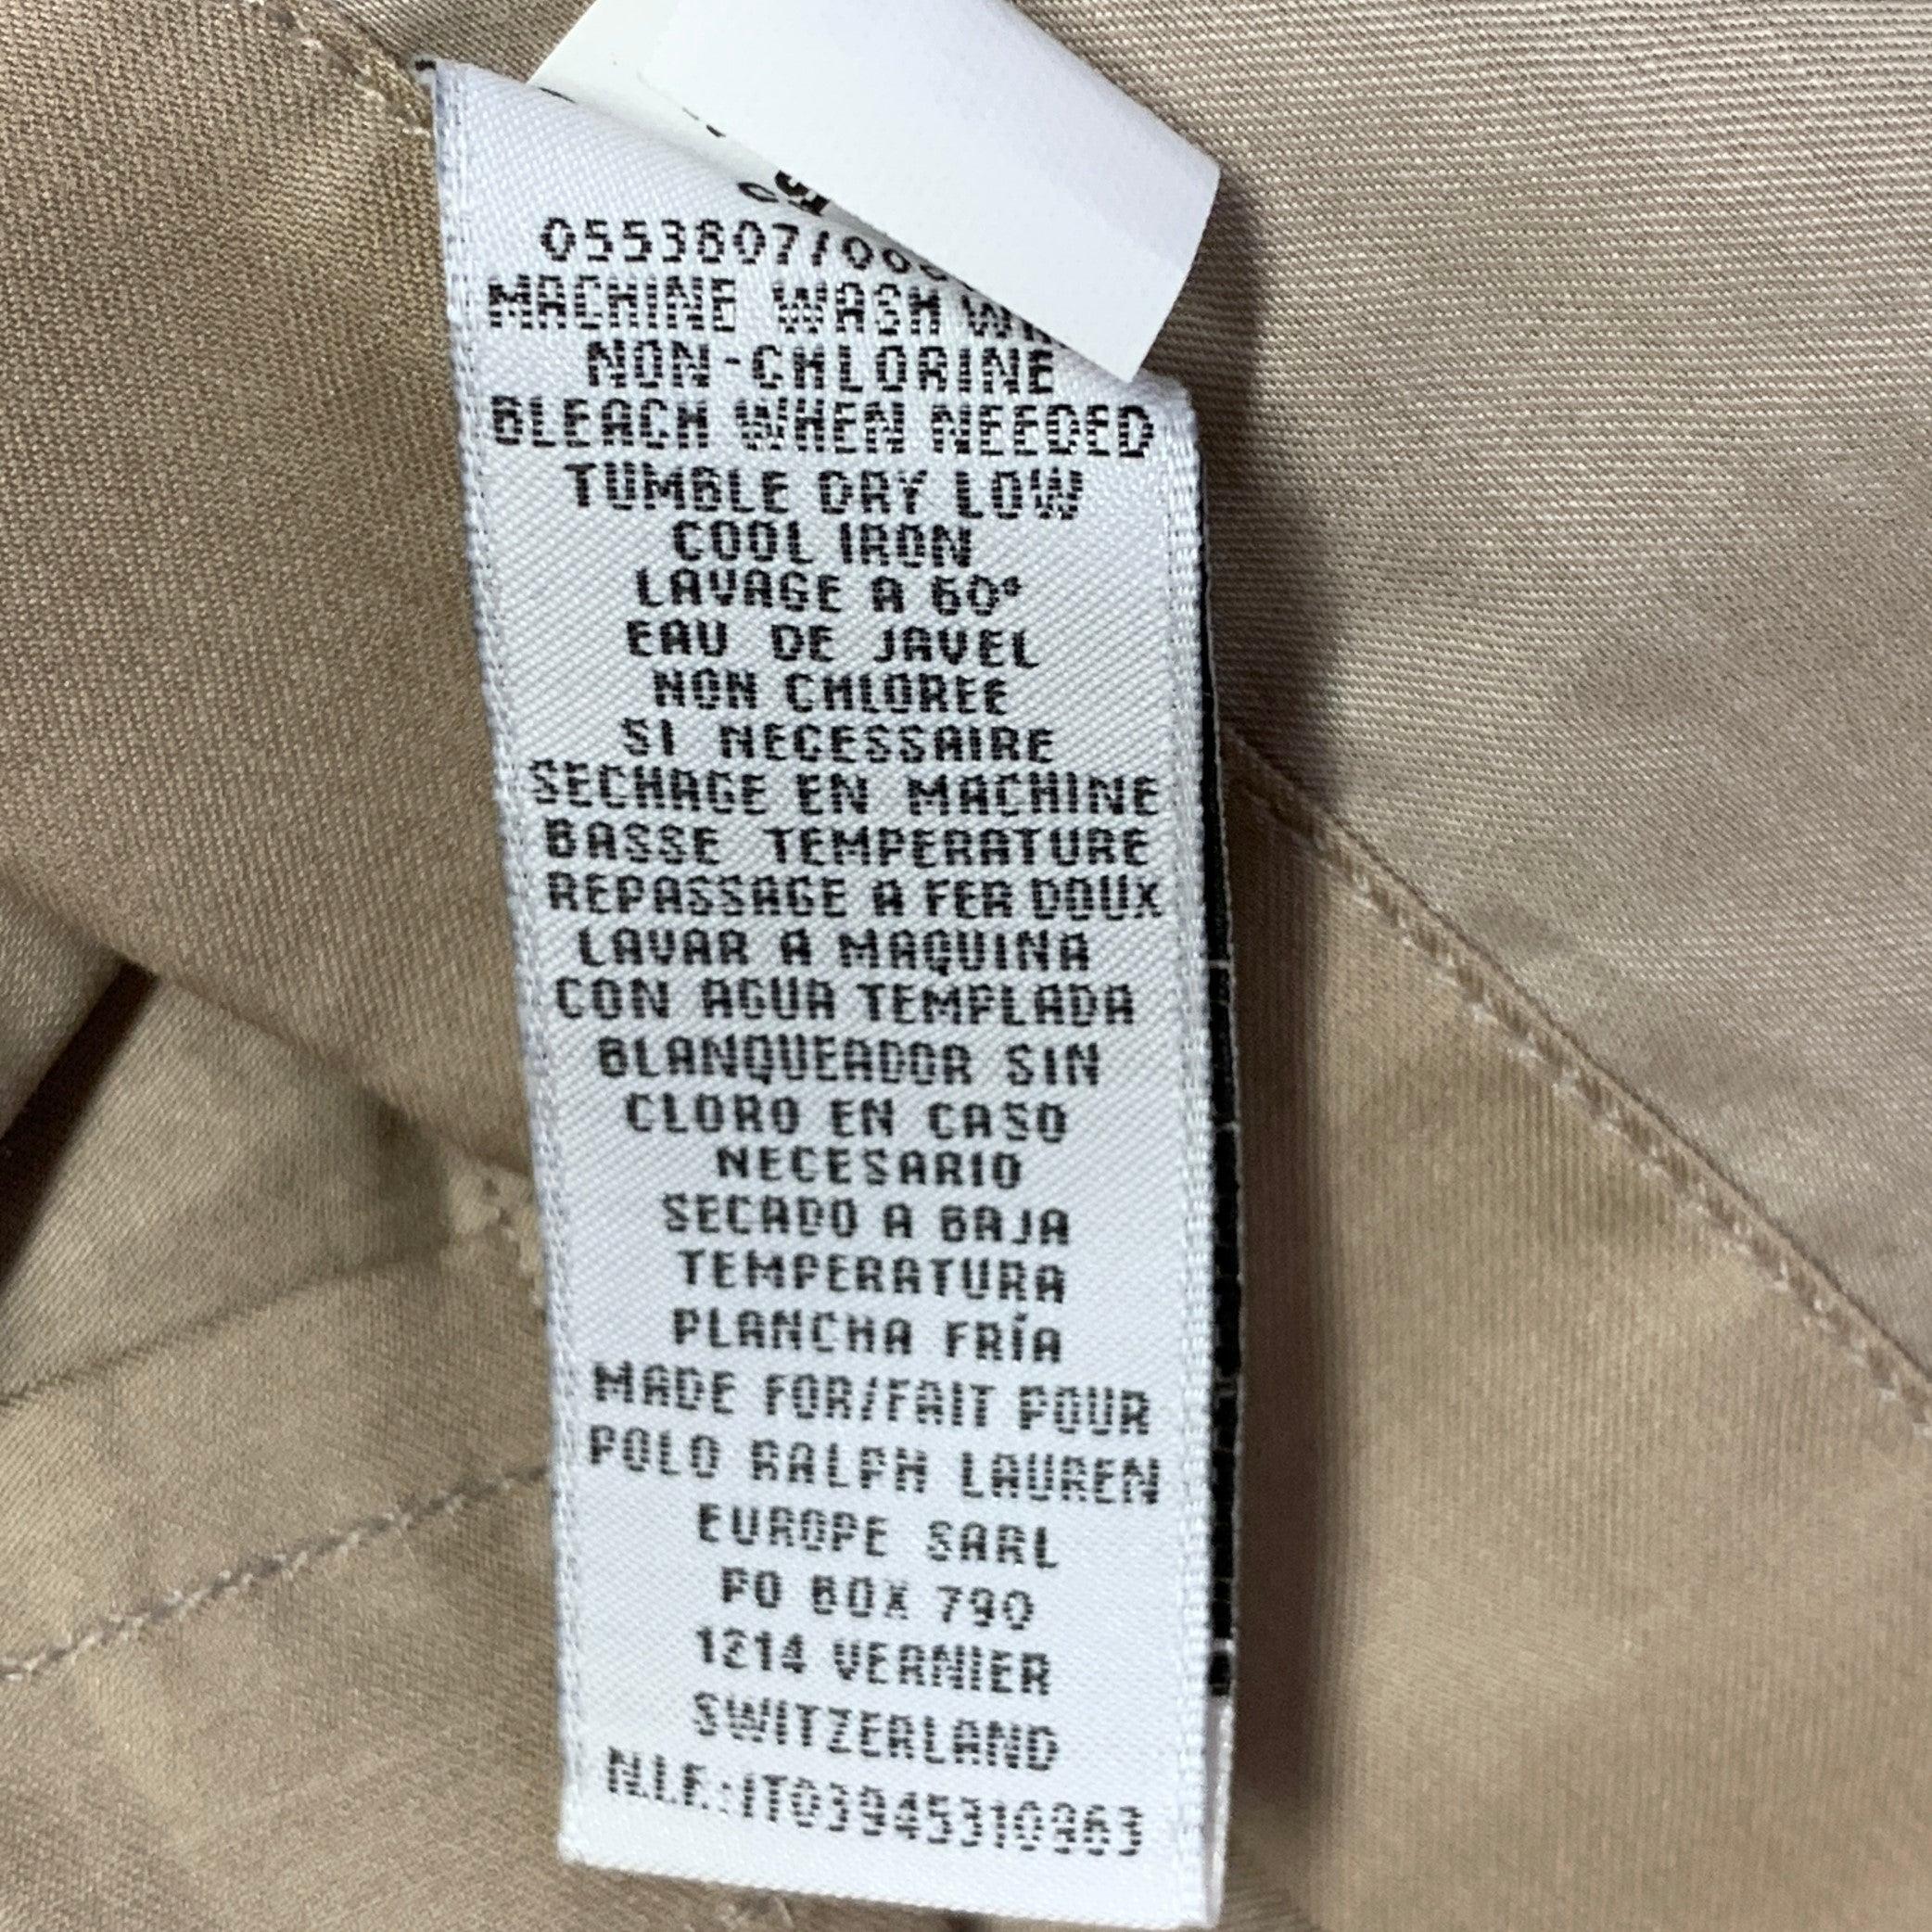 0553807/
MACHINE WASH
NON-CHLORINE
BLEACH WHEN NEEDED
TUMBLE DRY LOW
COOL IRON
LAVAGE A 60°
EAU DE JAVEL
NON CHLOREE
SI NECESSAIRE
SECHAGE EN MACHINE
BASSE TEMPERATURE
REPASSAGE A FER DOUX
LAVAR A MAQUINA
CON AGUA TEMPLADA
BLANQUEADOR SIN
CLORO EN CASO
NECESARIO
SECADO A BAJA
TEMPERATURA
PLANCHA FRÍA
MADE FOR/FAIT POUR
POLO RALPH LAUREN
EUROPE SARL
PO BOX 790
1214 VERNIER
SWITZERLAND
N.I.F.:IT03945310963